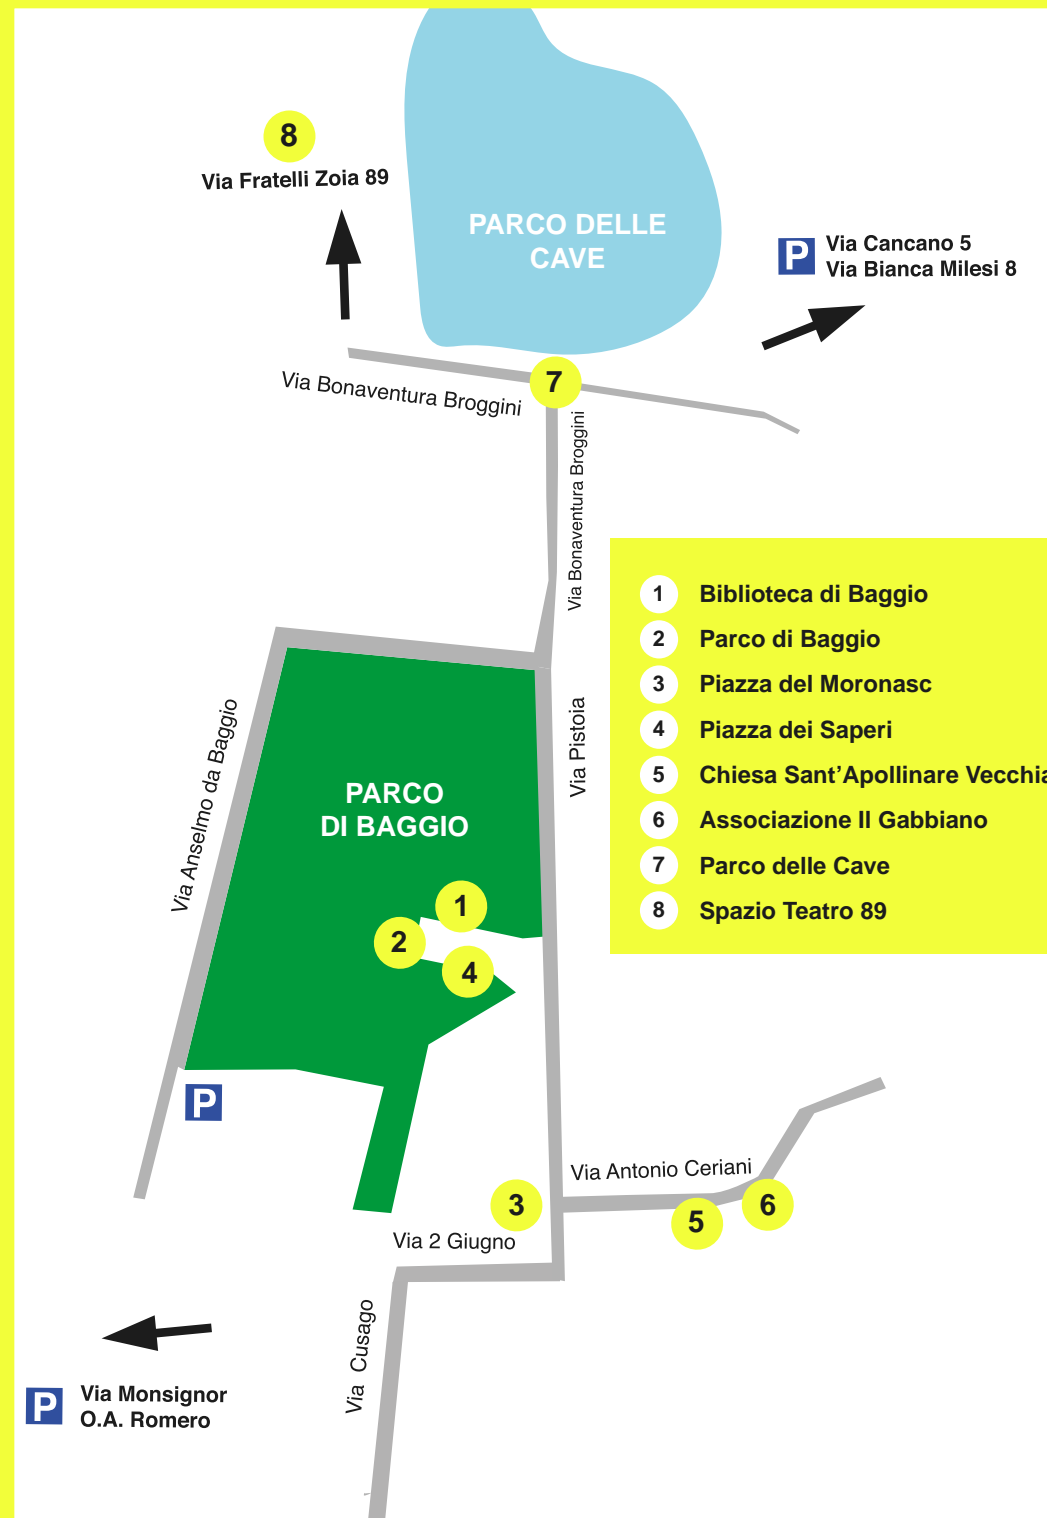 8
Via Fratelli Zoia 89
PARCO DELLE
CAVE
P
Via Cancano 5
Via Bianca Milesi 8
Via Bonaventura Broggini
7
Via Bonaventura Broggini
1 Biblioteca di Baggio
2 Parco di Baggio
3 Piazza del Moronasc
4 Piazza dei Saperi
5 Chiesa Sant’Apollinare Vecchia
6 Associazione Il Gabbiano
7 Parco delle Cave
8 Spazio Teatro 89
Via Anselmo da Baggio
Via Pistoia
PARCO
DI BAGGIO
1
2
4
P
Via Antonio Ceriani
3
5
6
Via 2 Giugno
Via Cusago
P
Via Monsignor
O.A. Romero